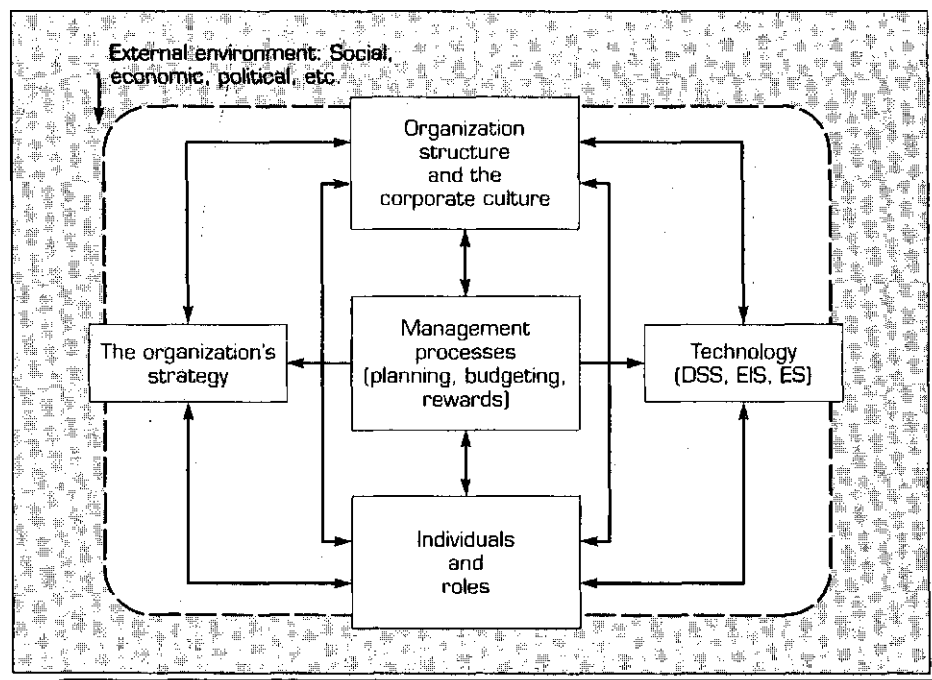 External environment: Social,
economic, political, etc.
Organization
structure
and the
corporate culture
The organization's
strategy
Management
processes
(planning, budgeting,
rewards)
Technology
(DSS, EIS, ES)
Individuals
and
roles